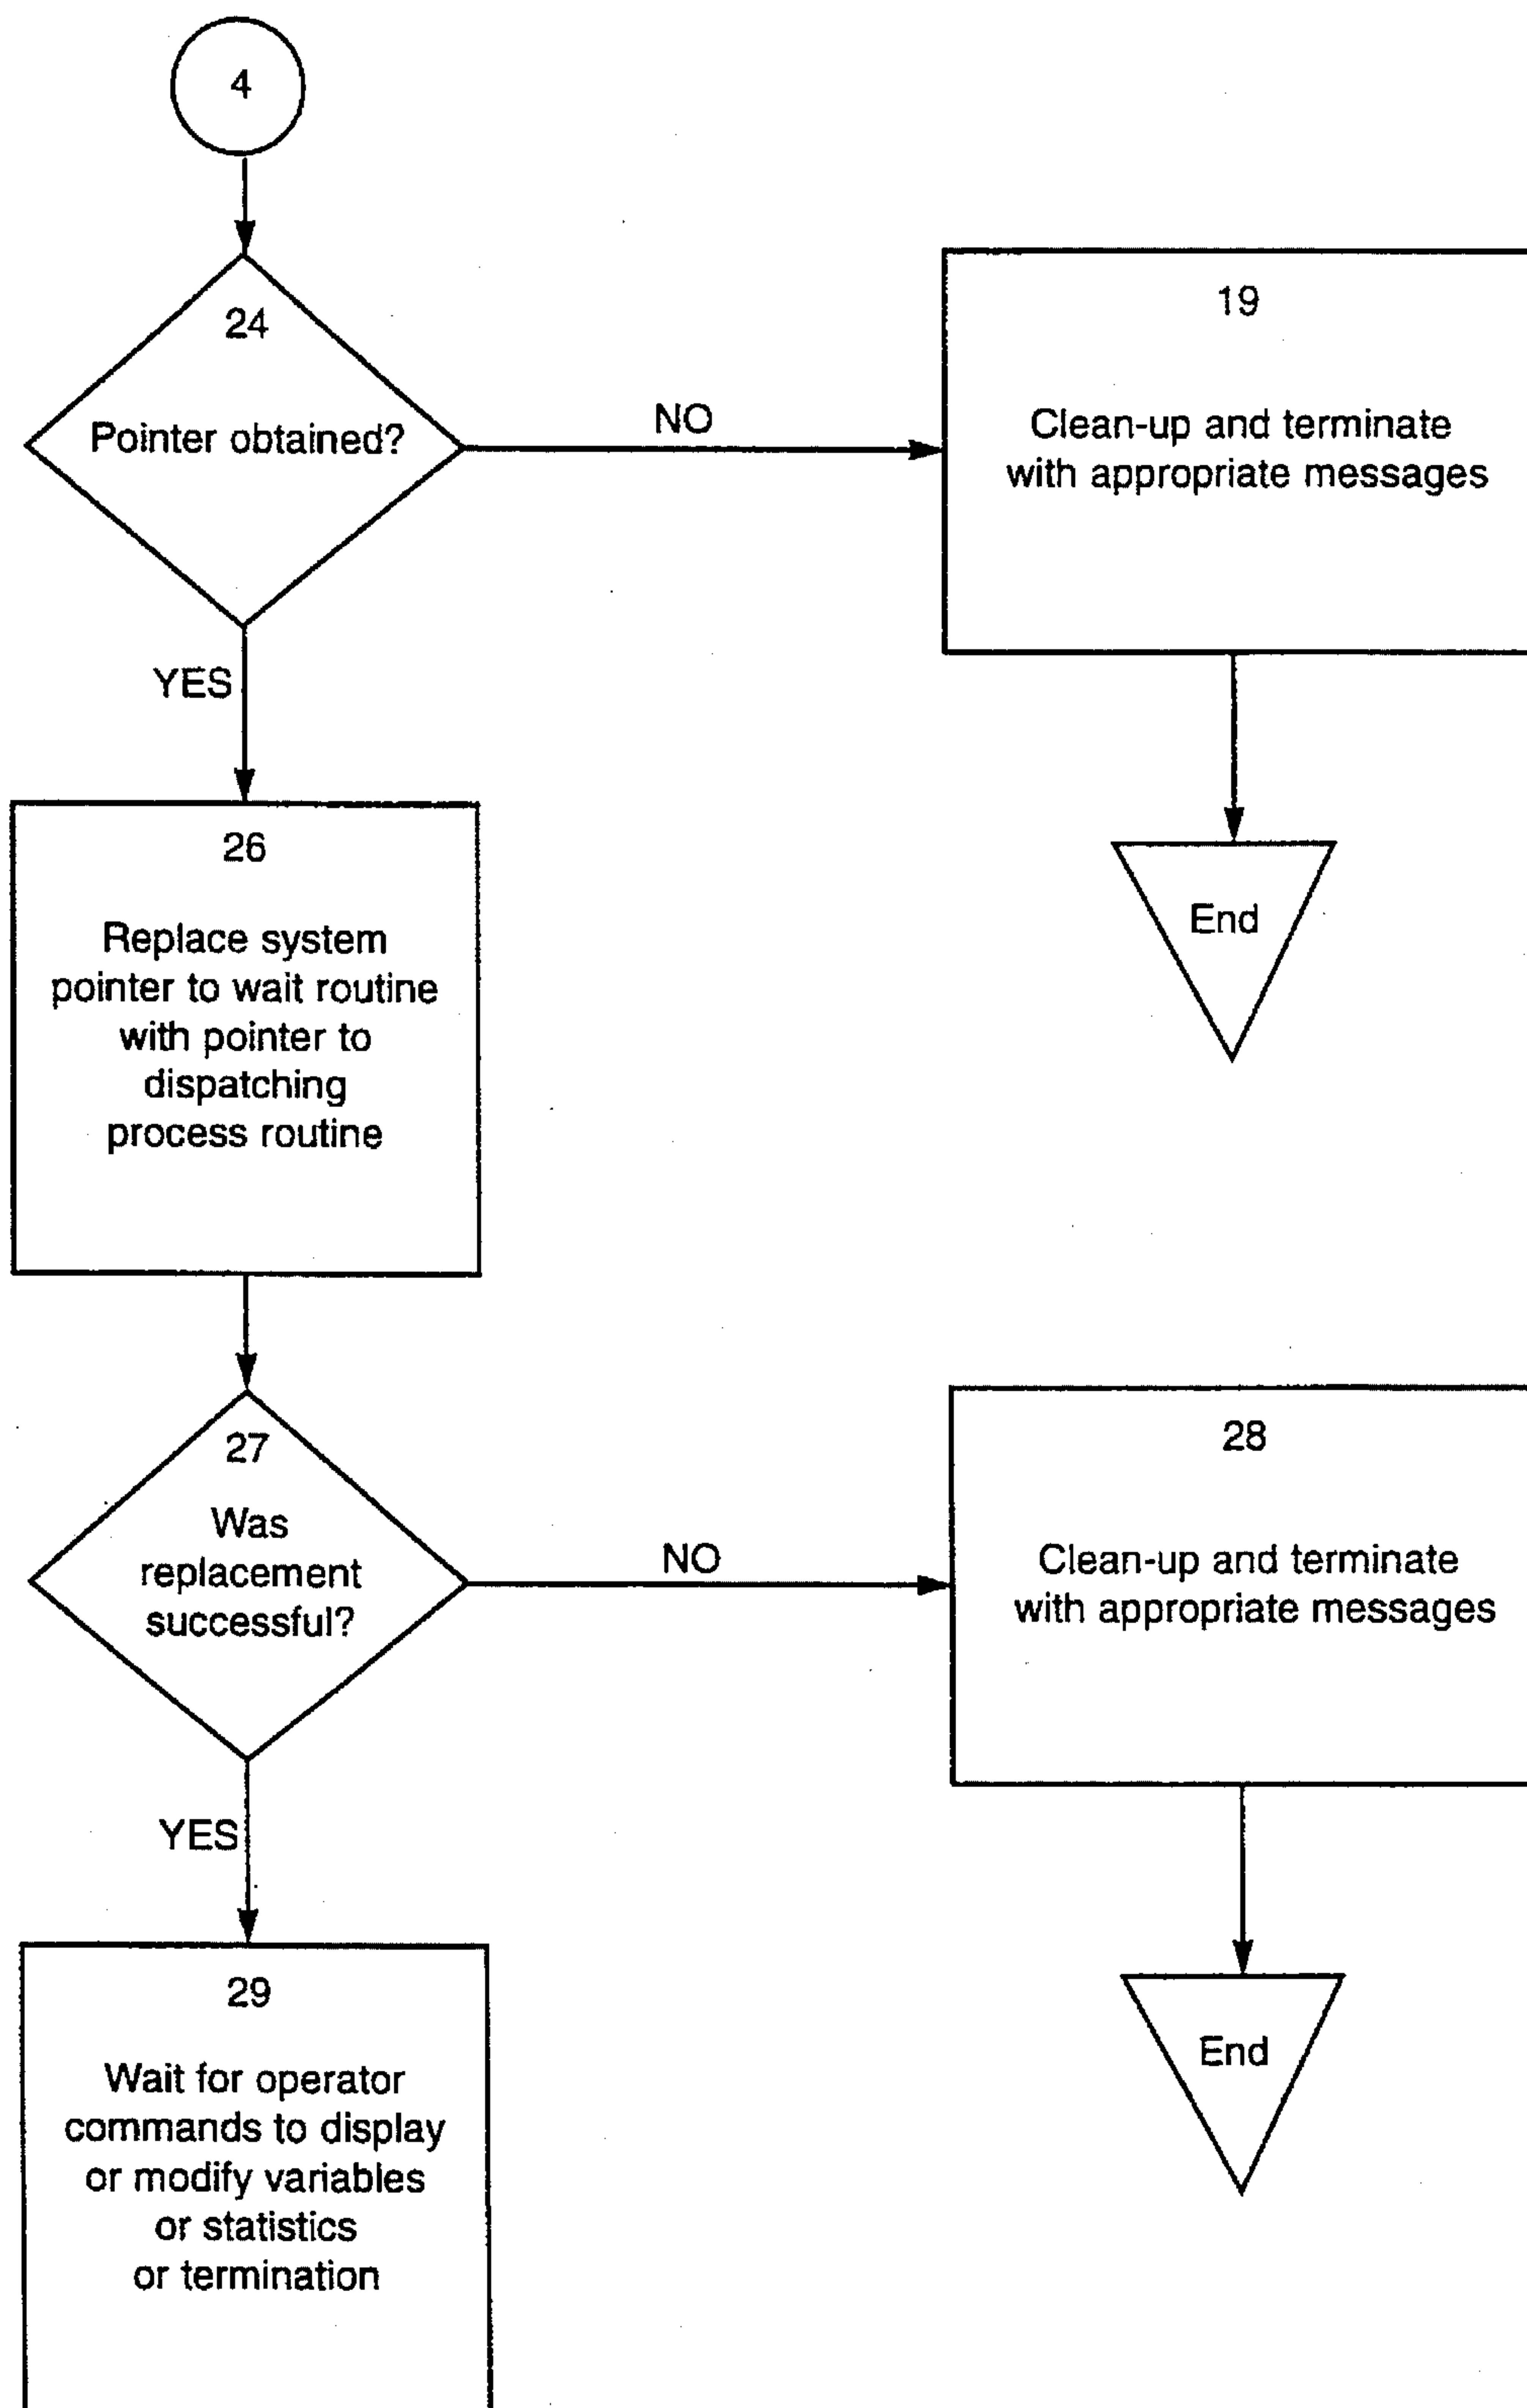 4
24
Pointer obtained?
NO
19
Clean-up and terminate
with appropriate messages
YES
End
26
Replace system
pointer to wait routine
with pointer to
dispatching
process routine
27
Was
replacement
successful?
NO
28
Clean-up and terminate
with appropriate messages
YES
End
29
Wait for operator
commands to display
or modify variables
or statistics
or termination